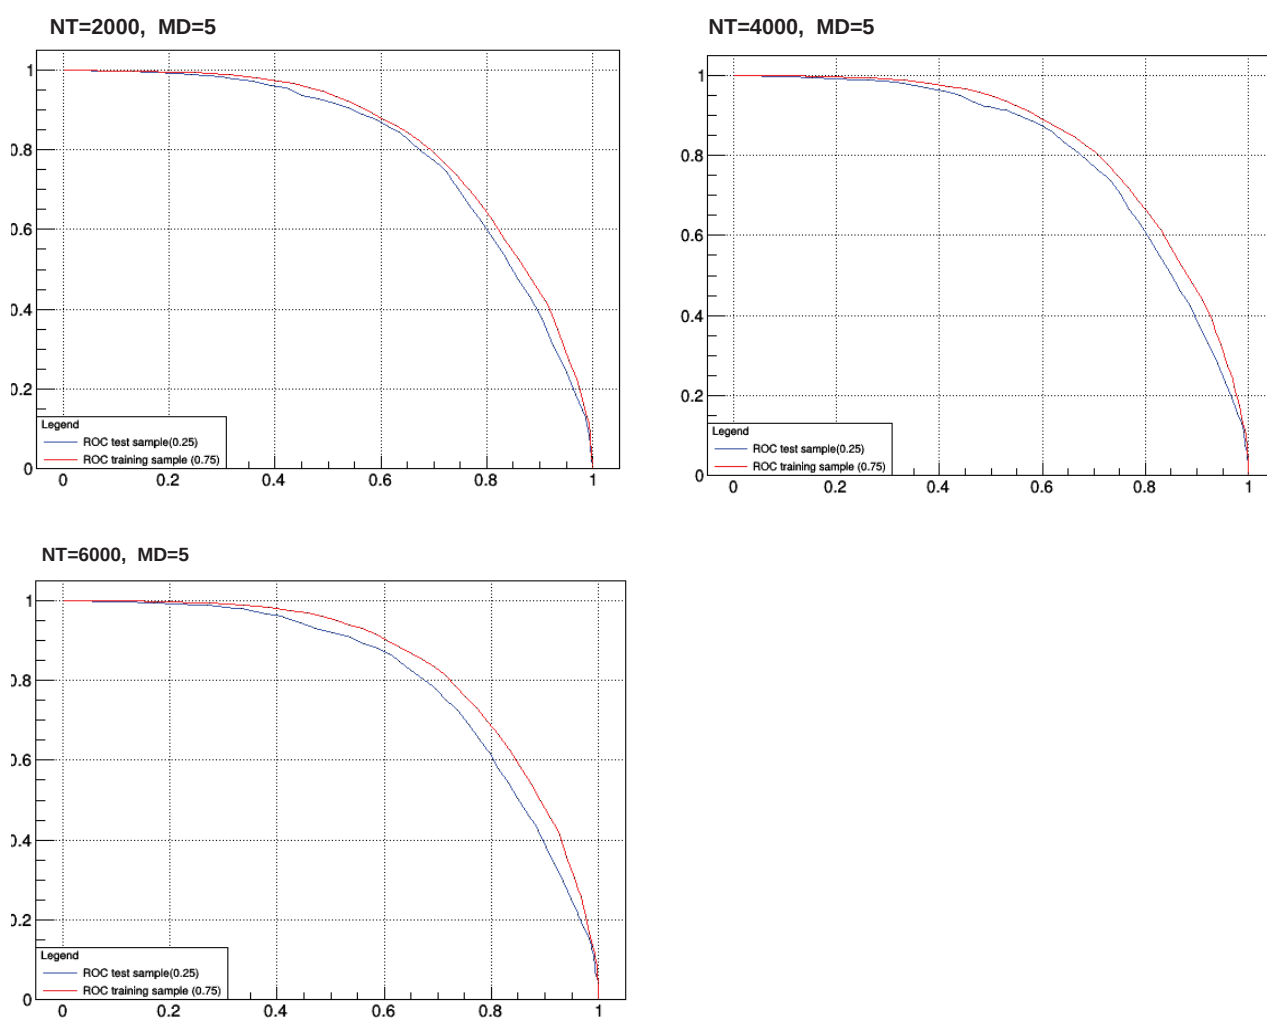 NT=2000, MD=5
1
0.8
0.6
0.4
0.2
0
Legend
ROC test sample(0.25)
ROC training sample (0.75)
0 0.2 0.4 0.6 0.8 1
NT=4000, MD=5
1
0.8
0.6
0.4
0.2
0
Legend
ROC test sample(0.25)
ROC training sample (0.75)
0 0.2 0.4 0.6 0.8 1
NT=6000, MD=5
1
0.8
0.6
0.4
0.2
0
Legend
ROC test sample(0.25)
ROC training sample (0.75)
0 0.2 0.4 0.6 0.8 1